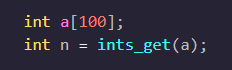 int a[100];
int n = ints_get(a);